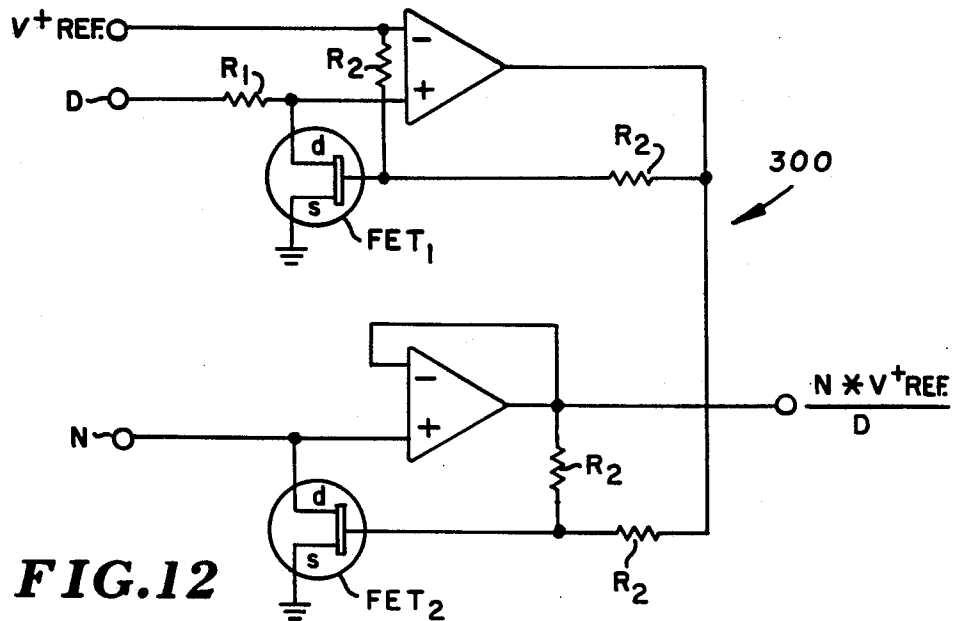 V+ REF.
R2
−
+
R1
D
d
s
FET1
R2
300
−
+
N
d
s
FET2
R2
R2
N * V+REF.
D
FIG.12